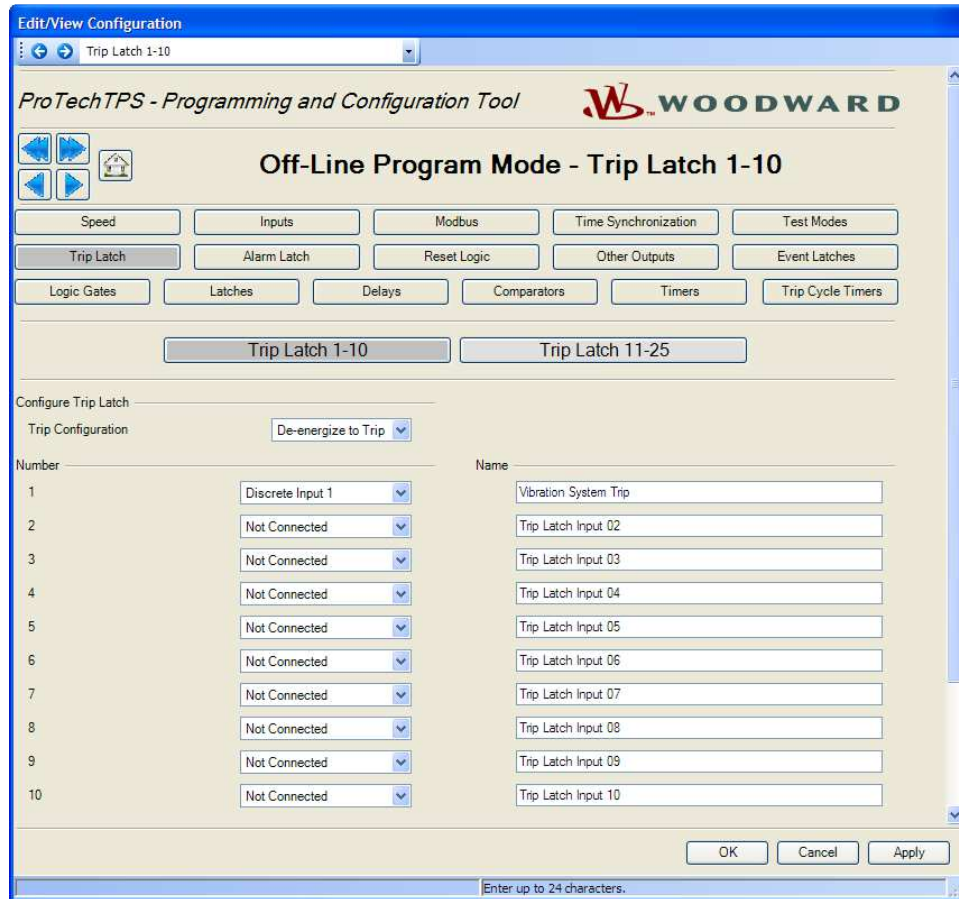 Edit/View Configuration
Trip Latch 1-10
ProTechTPS - Programming and Configuration Tool
WOODWARD
Off-Line Program Mode - Trip Latch 1-10
Speed Inputs Modbus Time Synchronization Test Modes
Trip Latch Alarm Latch Reset Logic Other Outputs Event Latches
Logic Gates Latches Delays Comparators Timers Trip Cycle Timers
Trip Latch 1-10 Trip Latch 11-25
Configure Trip Latch
Trip Configuration De-energize to Trip
Number Name
1 Discrete Input 1 Vibration System Trip
2 Not Connected Trip Latch Input 02
3 Not Connected Trip Latch Input 03
4 Not Connected Trip Latch Input 04
5 Not Connected Trip Latch Input 05
6 Not Connected Trip Latch Input 06
7 Not Connected Trip Latch Input 07
8 Not Connected Trip Latch Input 08
9 Not Connected Trip Latch Input 09
10 Not Connected Trip Latch Input 10
OK Cancel Apply
Enter up to 24 characters.